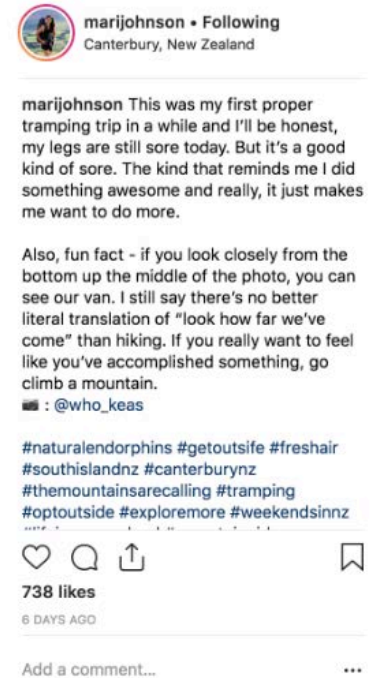 marijohnson • Following
Canterbury, New Zealand
marijohnson This was my first proper
tramping trip in a while and I'll be honest,
my legs are still sore today. But it's a good
kind of sore. The kind that reminds me I did
something awesome and really, it just makes
me want to do more.
Also, fun fact - if you look closely from the
bottom up the middle of the photo, you can
see our van. I still say there's no better
literal translation of "look how far we've
come" than hiking. If you really want to feel
like you've accomplished something, go
climb a mountain.
: @who_keas
#naturalendorphins #getoutsife #freshair
#southislandnz #canterburynz
#themountainsarecalling #tramping
#optoutside #exploremore #weekendsinnz
738 likes
6 DAYS AGO
Add a comment...